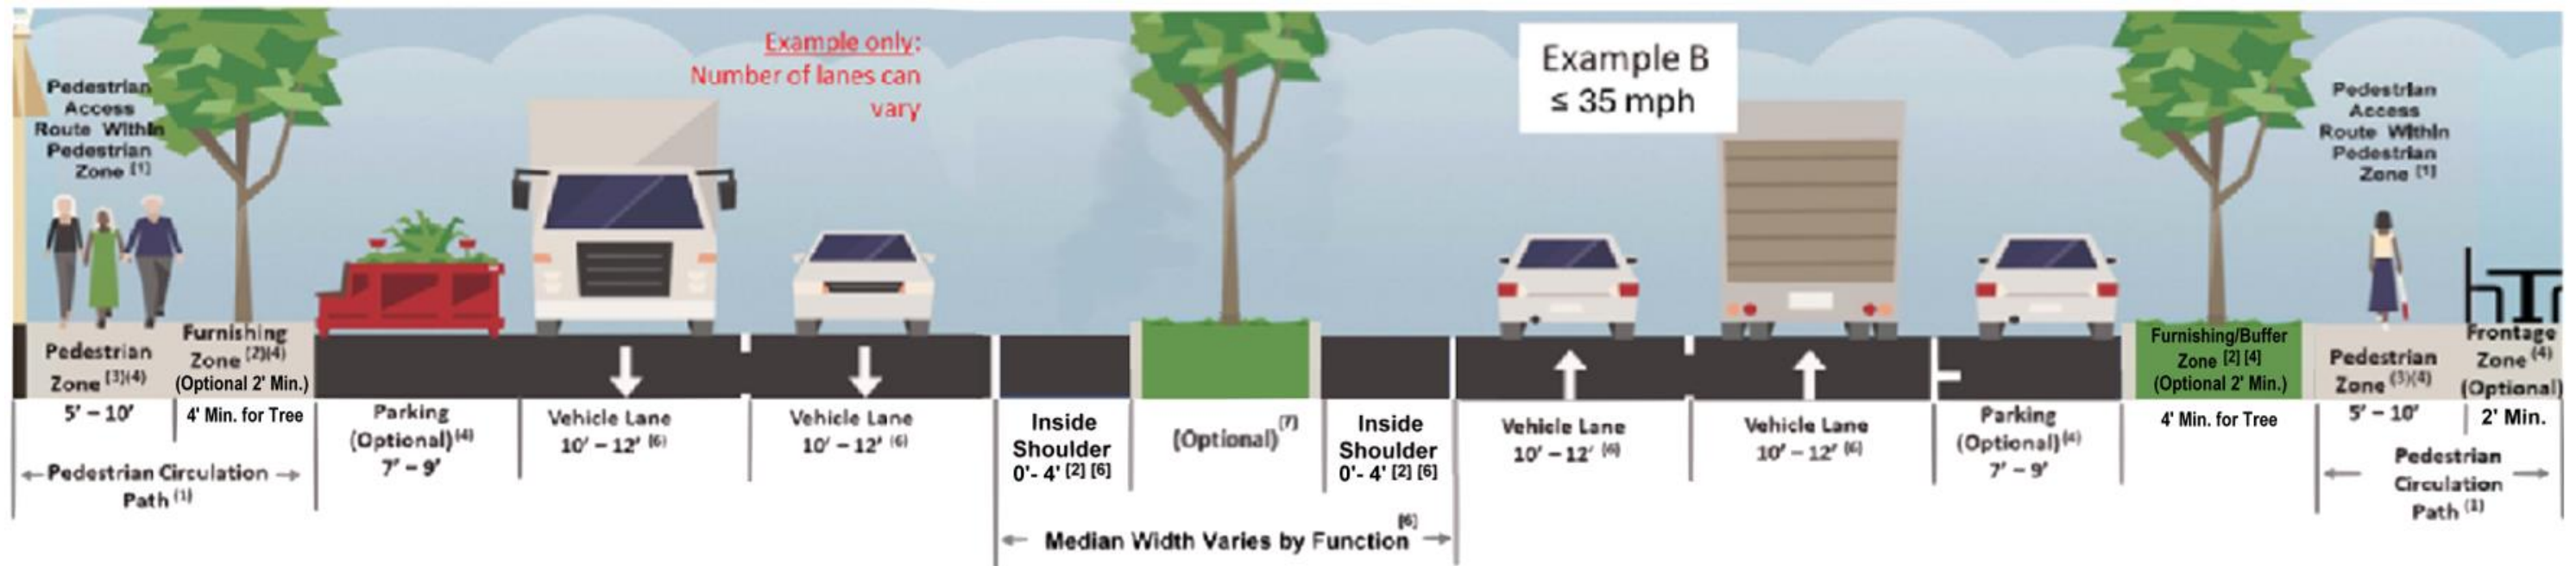 Example only:
Number of lanes can
vary
Example B
≤ 35 mph
Pedestrian
Access
Route Within
Pedestrian
Zone [1]
Pedestrian
Access
Route Within
Pedestrian
Zone [1]
Pedestrian
Zone (3)(4)
5' – 10'
Furnishing
Zone (2)(4)
(Optional 2' Min.)
4' Min. for Tree
Pedestrian Circulation
Path (1)
Parking
(Optional) (4)
7' – 9'
Vehicle Lane
10' – 12' (6)
Vehicle Lane
10' – 12' (6)
Inside
Shoulder
0'- 4' [2] [6]
(Optional) (7)
Inside
Shoulder
0'- 4' [2] [6]
Median Width Varies by Function [6]
Vehicle Lane
10' – 12' (6)
Vehicle Lane
10' – 12' (6)
Parking
(Optional) (4)
7' – 9'
Furnishing/Buffer
Zone [2] [4]
(Optional 2' Min.)
4' Min. for Tree
Pedestrian
Zone (3)(4)
5' – 10'
Frontage
Zone (4)
(Optional)
2' Min.
Pedestrian
Circulation
Path (1)